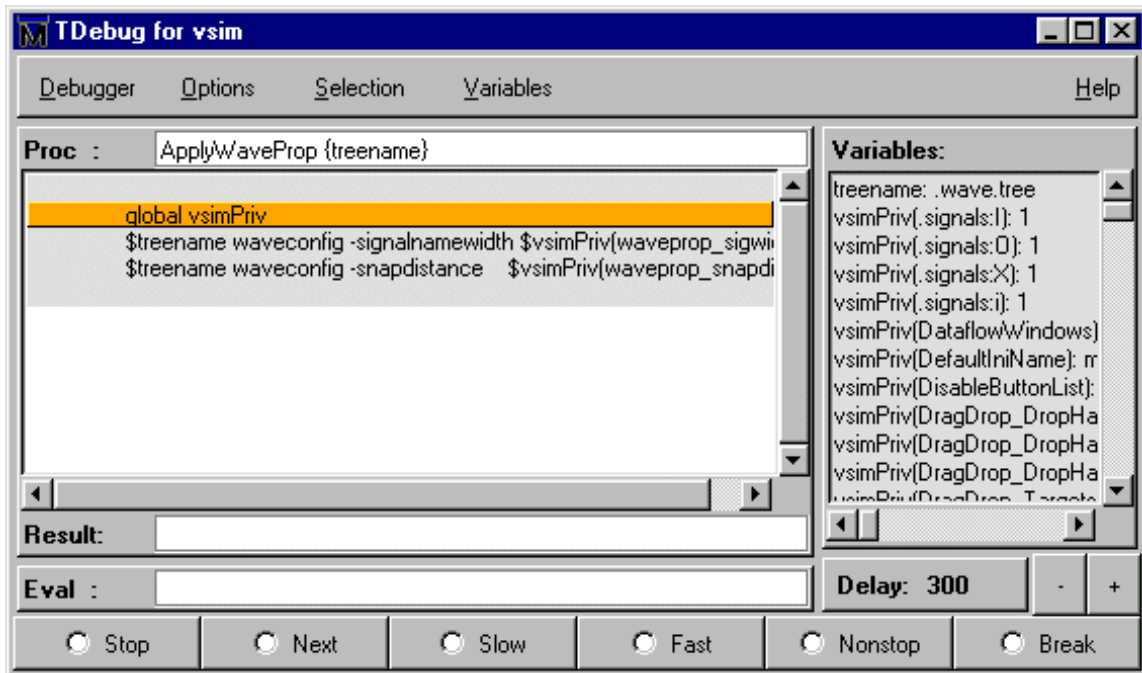 TDebug for vsim
Debugger Options Selection Variables Help
Proc : ApplyWaveProp {treename}
global vsimPriv
$treename waveconfig -signalnamewidth $vsimPriv(waveprop_sigwi
$treename waveconfig -snapdistance $vsimPriv(waveprop_snapdi
Result:
Eval :
Variables:
treename: .wave.tree
vsimPriv(.signals:I): 1
vsimPriv(.signals:O): 1
vsimPriv(.signals:X): 1
vsimPriv(.signals:i): 1
vsimPriv(DataflowWindows)
vsimPriv(DefaultIniName): m
vsimPriv(DisableButtonList):
vsimPriv(DragDrop_DropHa
vsimPriv(DragDrop_DropHa
vsimPriv(DragDrop_DropHa
vsimPriv(DragDrop_Targets
Delay: 300 - +
Stop Next Slow Fast Nonstop Break